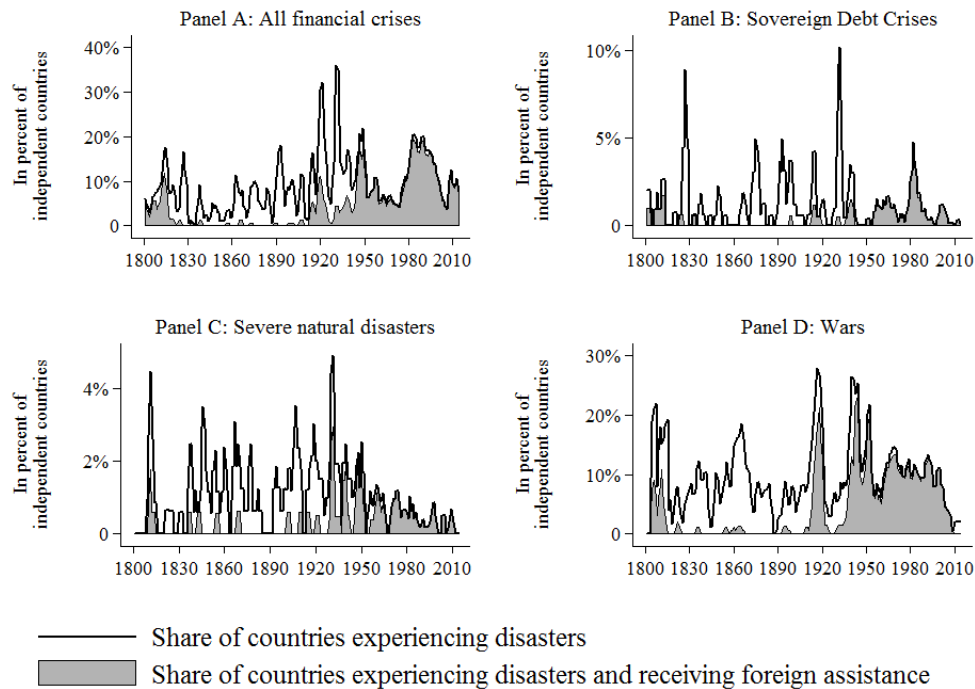 Panel A: All financial crises
In percent of
independent countries
40%
30%
20%
10%
0
1800 1830 1860 1890 1920 1950 1980 2010
Panel B: Sovereign Debt Crises
In percent of
independent countries
10%
5%
0
1800 1830 1860 1890 1920 1950 1980 2010
Panel C: Severe natural disasters
In percent of
independent countries
4%
2%
0
1800 1830 1860 1890 1920 1950 1980 2010
Panel D: Wars
In percent of
independent countries
30%
20%
10%
0
1800 1830 1860 1890 1920 1950 1980 2010
Share of countries experiencing disasters
Share of countries experiencing disasters and receiving foreign assistance